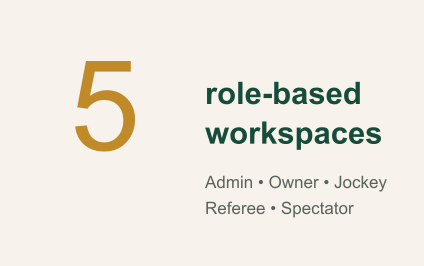 5
role-based
workspaces
Admin • Owner • Jockey
Referee • Spectator